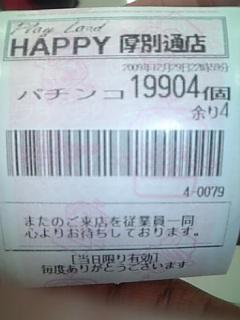 Play Land
HAPPY 厚別通店
2009年12月29日22時59分
パチンコ 19904個
余り4
4-0079
またのご来店を従業員一同
心よりお待ちしております。
[当日限り有効]
毎度ありがとうございます